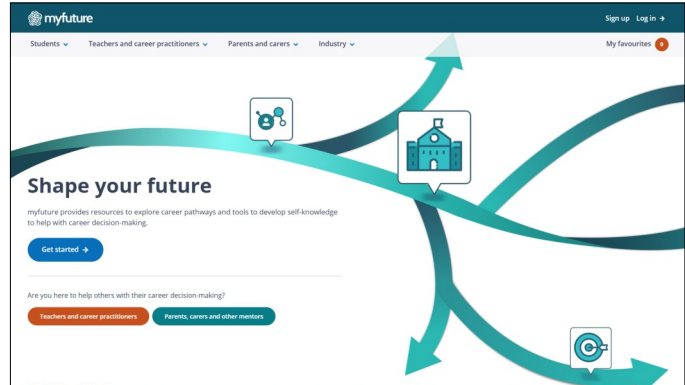 myfuture
Sign up Log in →
Students Teachers and career practitioners Parents and carers Industry
My favourites 0
Shape your future
myfuture provides resources to explore career pathways and tools to develop self-knowledge
to help with career decision-making.
Get started →
Are you here to help others with their career decision-making?
Teachers and career practitioners Parents, carers and other mentors